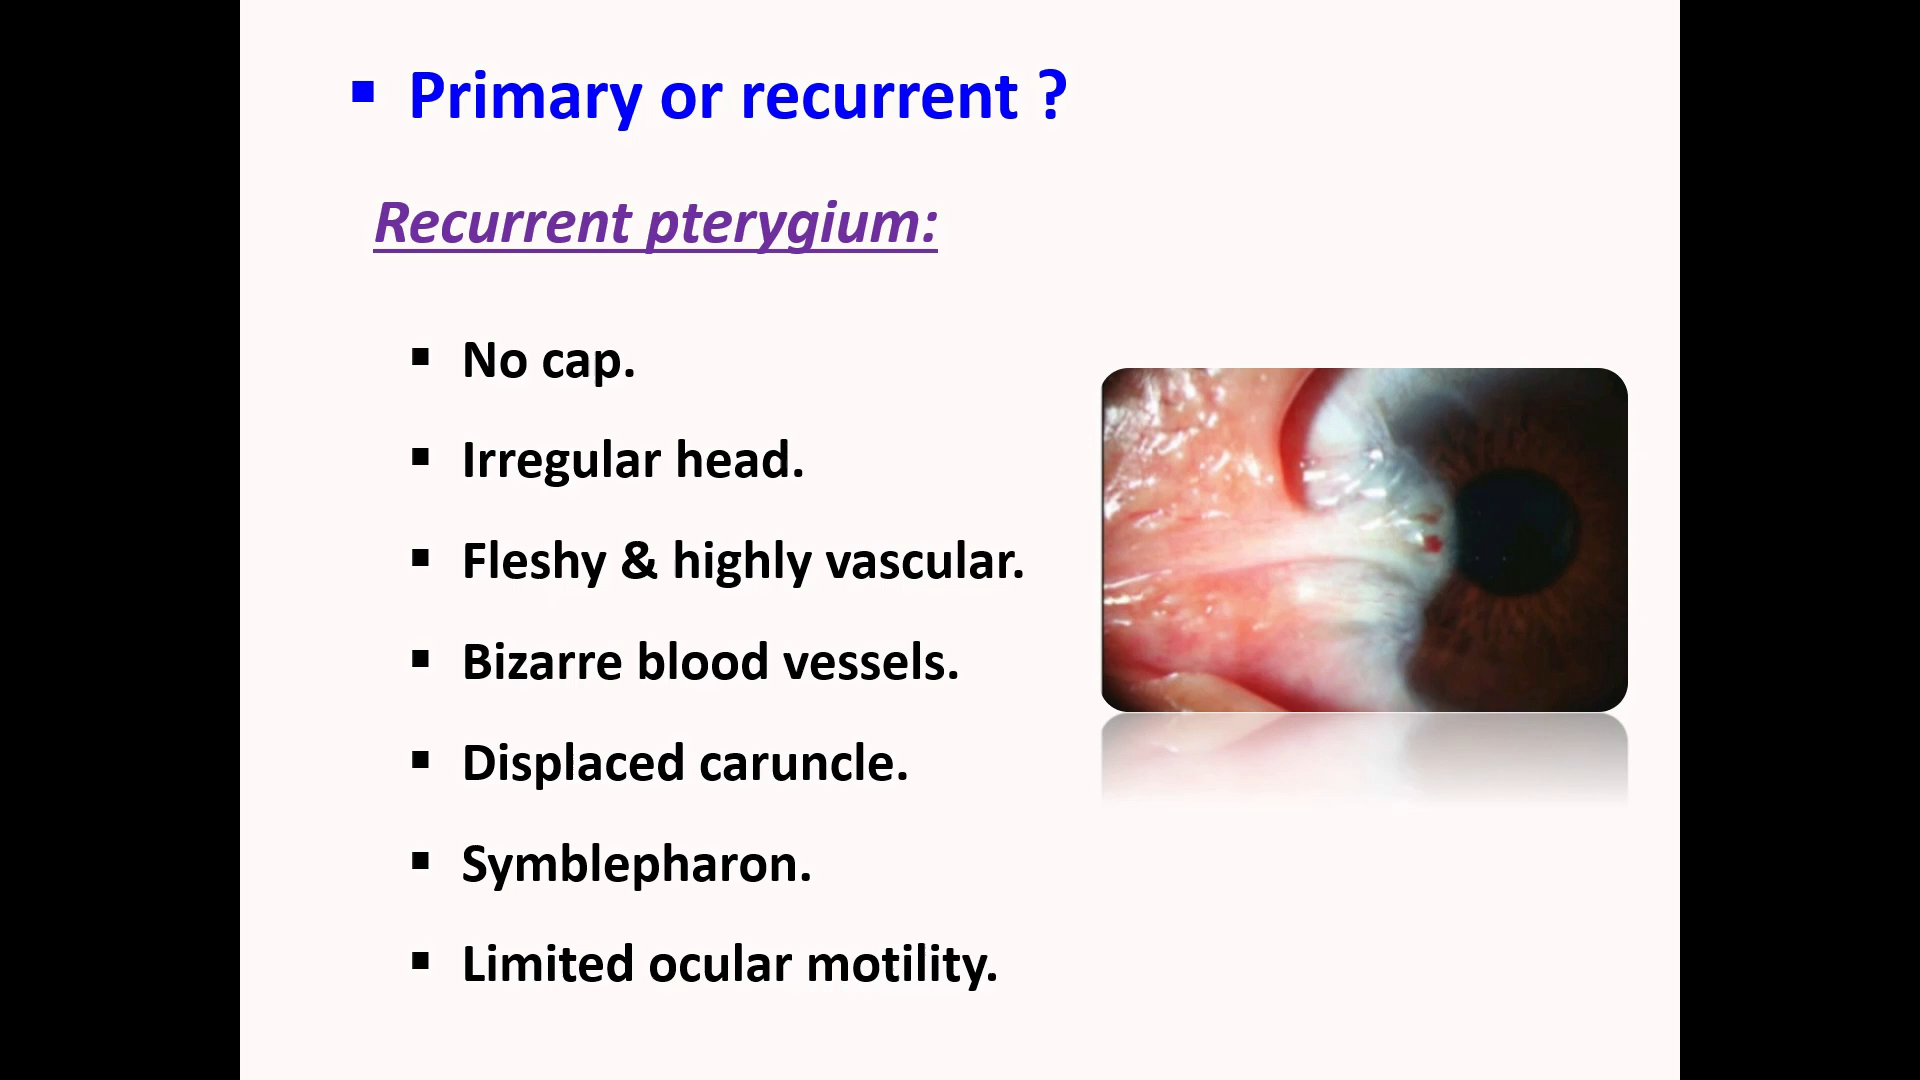 ▪ Primary or recurrent ?
Recurrent pterygium:
▪ No cap.
▪ Irregular head.
▪ Fleshy & highly vascular.
▪ Bizarre blood vessels.
▪ Displaced caruncle.
▪ Symblepharon.
▪ Limited ocular motility.